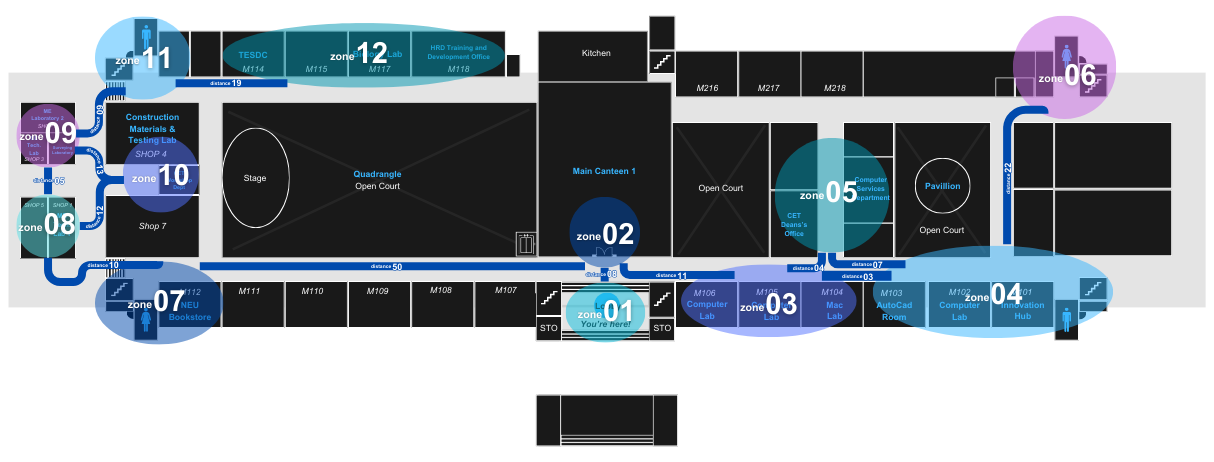 zone 11
TESDC
M114
M115
zone 12
Lab
M117
HRD Training and
Development Office
M118
distance 19
Kitchen
M216
M217
M218
zone 06
distance 09
ME
Laboratory 2
zone 09
Tech.
Lab
SHOP 3
Construction
Materials &
Testing Lab
SHOP 4
distance 13
distance 05
zone 10
Stage
Quadrangle
Open Court
Main Canteen 1
Open Court
zone 05
Computer
Services
Department
CET
Deans's
Office
Pavillion
Open Court
distance 22
SHOP 5
zone 08
distance 12
Shop 7
zone 02
distance 10
distance 50
distance 08
distance 11
distance 04
distance 07
distance 03
zone 07
M112
NEU
Bookstore
M111
M110
M109
M108
M107
STO
zone 01
You're here!
STO
M106
Computer
Lab
M105
Lab
zone 03
M104
Mac
Lab
M103
AutoCad
Room
M102
Computer
Lab
zone 04
M101
Innovation
Hub